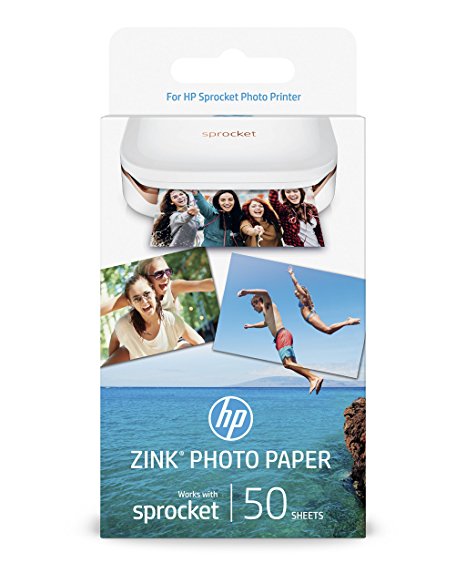 For HP Sprocket Photo Printer
sprocket
hp
ZINK® PHOTO PAPER
Works with
sprocket
50 SHEETS